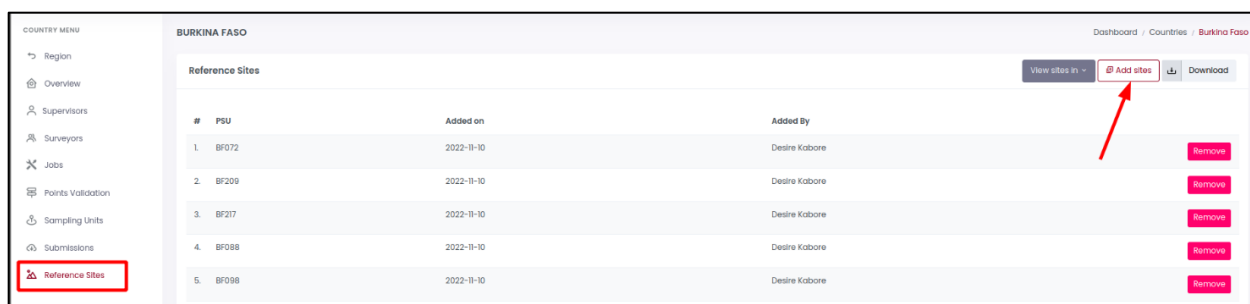 COUNTRY MENU
Region
Overview
Supervisors
Surveyors
Jobs
Points Validation
Sampling Units
Submissions
Reference Sites
BURKINA FASO
Dashboard / Countries / Burkina Faso
Reference Sites
View sites in
Add sites
Download
# PSU Added on Added By
1. BF072 2022-11-10 Desire Kabore Remove
2. BF209 2022-11-10 Desire Kabore Remove
3. BF217 2022-11-10 Desire Kabore Remove
4. BF088 2022-11-10 Desire Kabore Remove
5. BF098 2022-11-10 Desire Kabore Remove